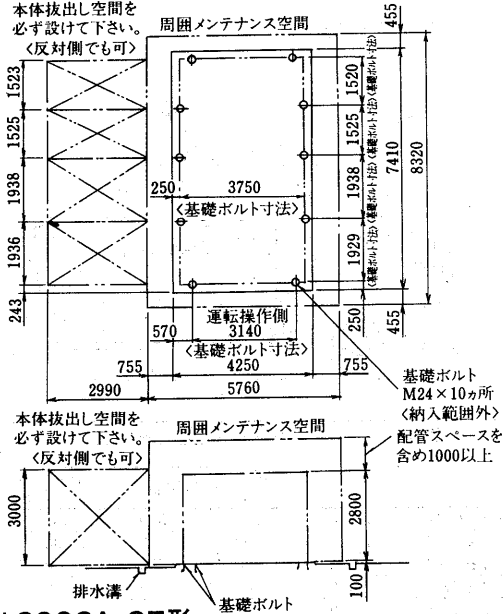 本体抜出し空間を
必ず設けて下さい。
<反対側でも可>
周囲メンテナンス空間
455
1523
1525
1938
1936
243
1520
1525
1938
1929
250
<基礎ボルト寸法>
<基礎ボルト寸法>
<基礎ボルト寸法>
<基礎ボルト寸法>
7410
8320
455
250
3750
<基礎ボルト寸法>
運転操作側
570
3140
<基礎ボルト寸法>
755
4250
755
2990
5760
基礎ボルト
M24×10ヵ所
<納入範囲外>
本体抜出し空間を
必ず設けて下さい。
<反対側でも可>
周囲メンテナンス空間
配管スペースを
含め1000以上
3000
2800
100
排水溝
基礎ボルト